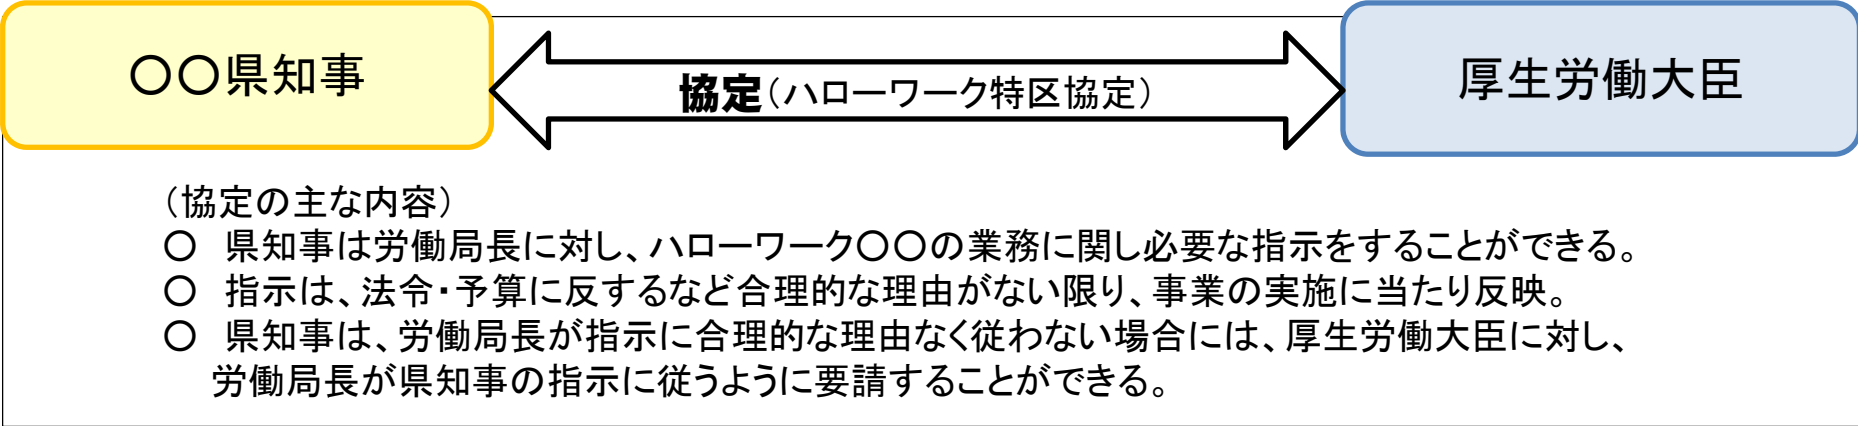 〇〇県知事
協定(ハローワーク特区協定)
厚生労働大臣
(協定の主な内容)
〇 県知事は労働局長に対し、ハローワーク〇〇の業務に関し必要な指示をすることができる。
〇 指示は、法令・予算に反するなど合理的な理由がない限り、事業の実施に当たり反映。
〇 県知事は、労働局長が指示に合理的な理由なく従わない場合には、厚生労働大臣に対し、
労働局長が県知事の指示に従うように要請することができる。